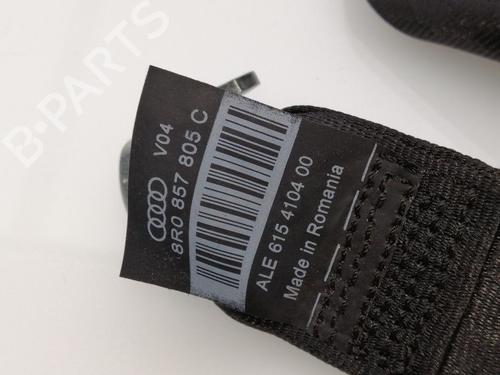 V04
8R0 857 805 C
ALE 615 4104 00
Made in Romania
B-PARTS